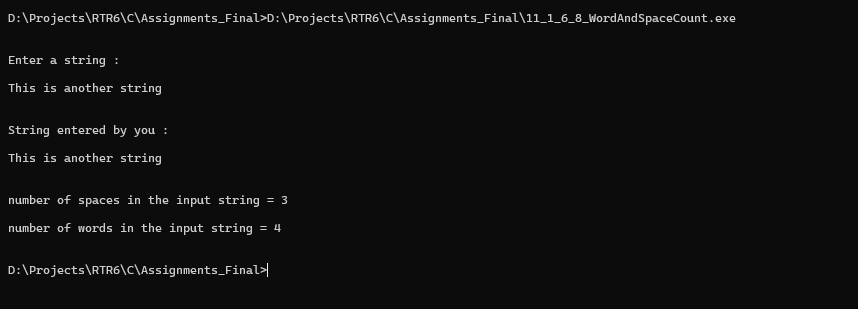 D:\Projects\RTR6\C\Assignments_Final>D:\Projects\RTR6\C\Assignments_Final\11_1_6_8_WordAndSpaceCount.exe
Enter a string :
This is another string
String entered by you :
This is another string
number of spaces in the input string = 3
number of words in the input string = 4
D:\Projects\RTR6\C\Assignments_Final>